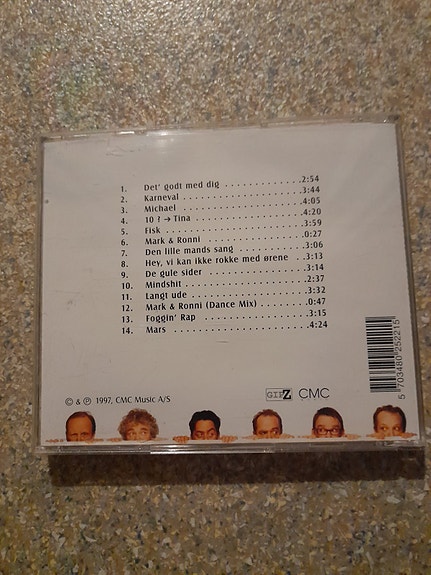 1. Det' godt med dig ............ .2:54
2. Karneval .................... .3:44
3. Michael ..................... .4:05
4. 10 ? → Tina .................. .4:20
5. Fisk ......................... .3:59
6. Mark & Ronni ................ .0:27
7. Den lille mands sang ........... .3:06
8. Hey, vi kan ikke rokke med ørene .. .3:13
9. De gule sider ................. .3:14
10. Mindshit ..................... .2:37
11. Langt ude .................... .3:32
12. Mark & Ronni (Dance Mix) ....... .0:47
13. Foggin' Rap ................... .3:15
14. Mars ......................... .4:24
© & ℗ 1997, CMC Music A/S
GIFZ CMC
5 703480 252215